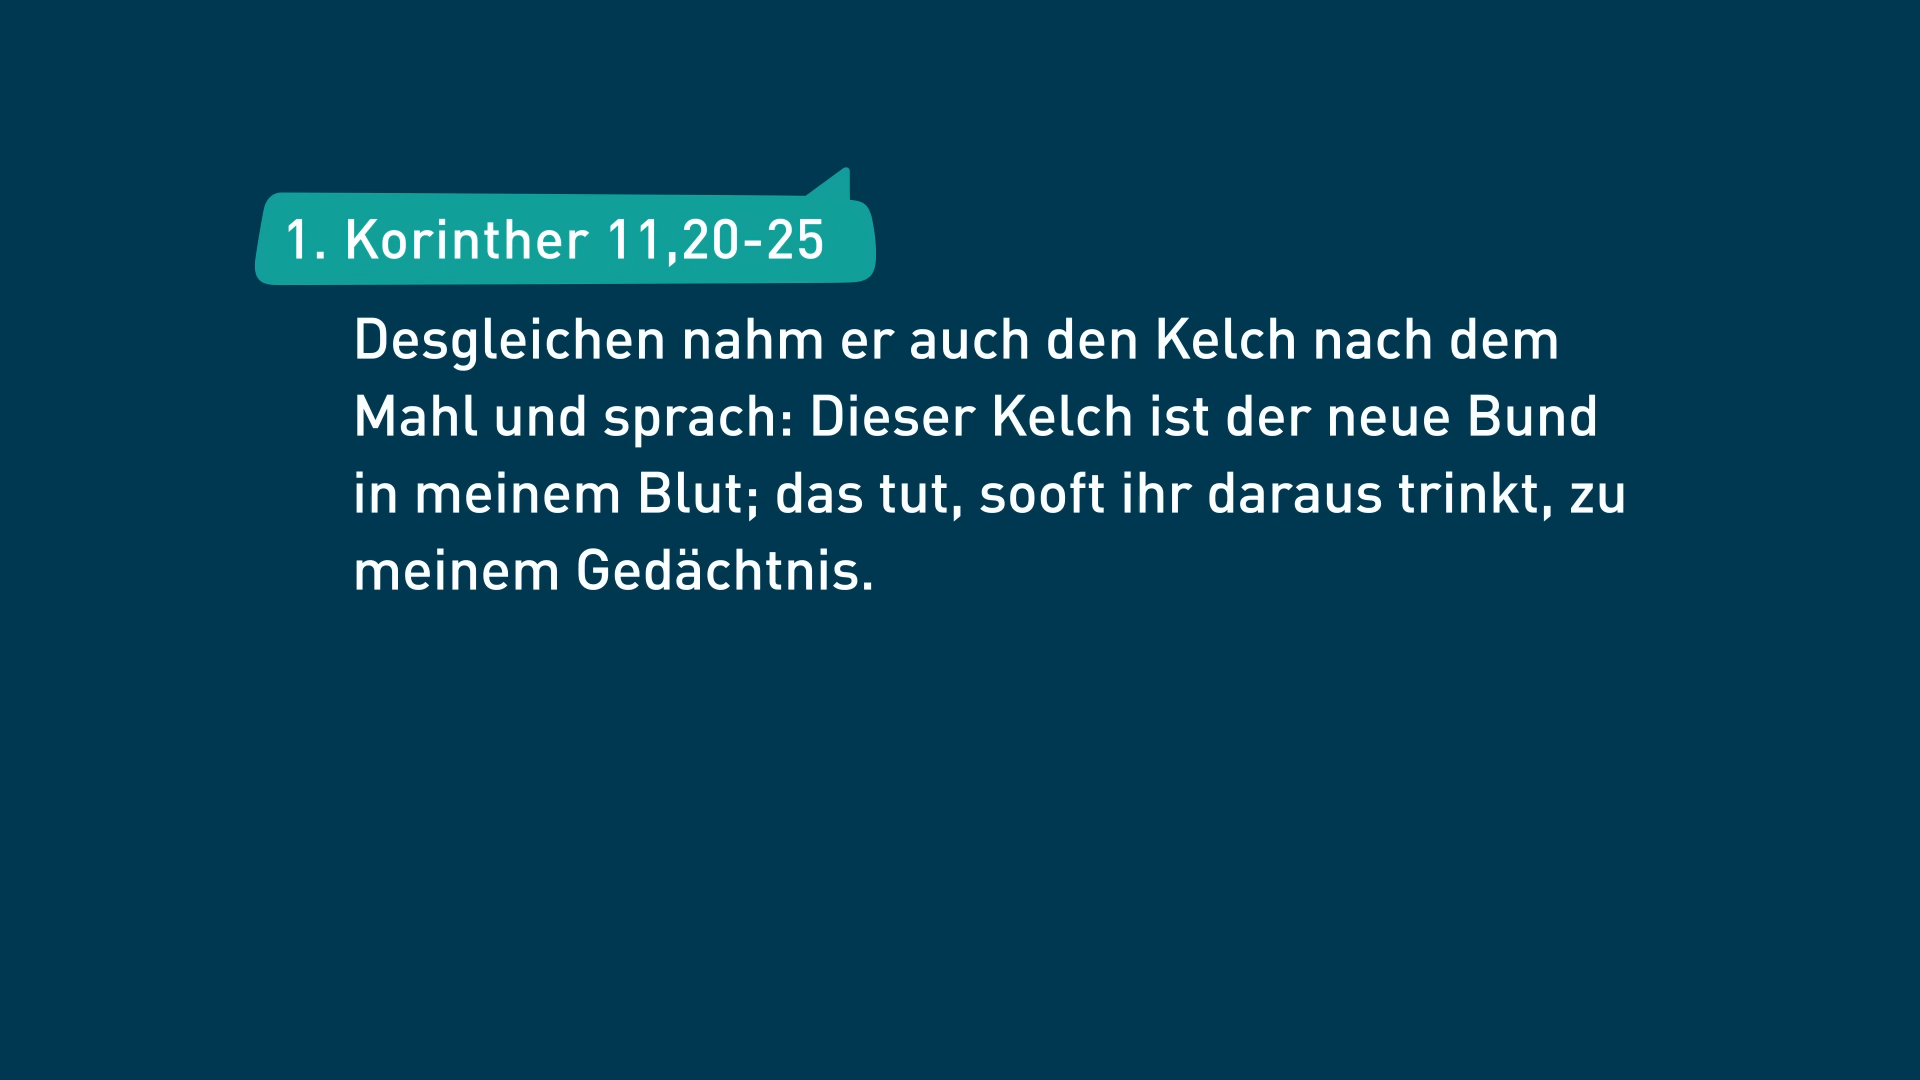 1. Korinther 11,20-25
Desgleichen nahm er auch den Kelch nach dem
Mahl und sprach: Dieser Kelch ist der neue Bund
in meinem Blut; das tut, sooft ihr daraus trinkt, zu
meinem Gedächtnis.